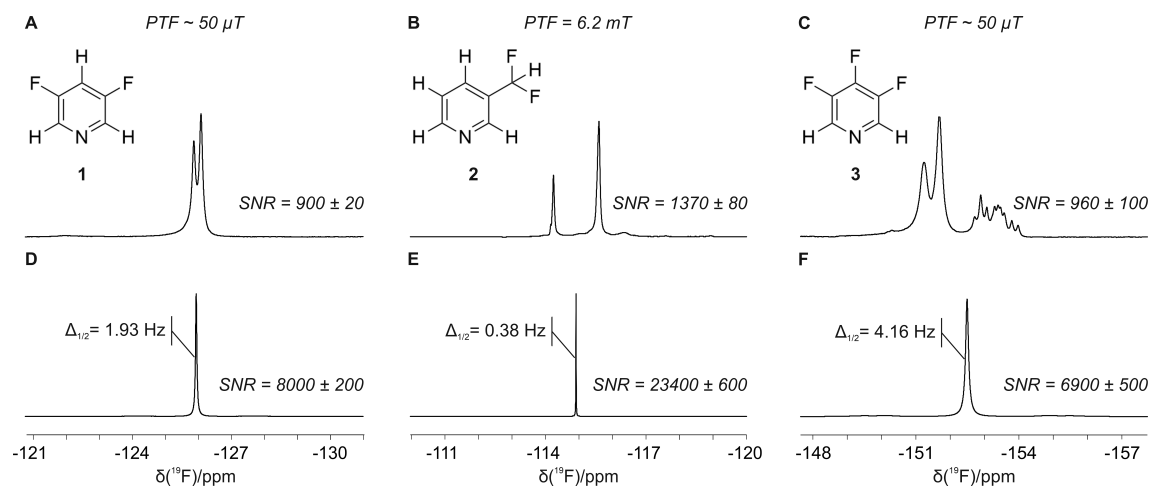 A PTF ~ 50 µT
B PTF = 6.2 mT
C PTF ~ 50 µT
H
F F
H N H
1
SNR = 900 ± 20
H F
H H
F
H N H
2
SNR = 1370 ± 80
F
F F
H N H
3
SNR = 960 ± 100
D
Δ1/2= 1.93 Hz
SNR = 8000 ± 200
E
Δ1/2= 0.38 Hz
SNR = 23400 ± 600
F
Δ1/2= 4.16 Hz
SNR = 6900 ± 500
-121 -124 -127 -130
δ(¹⁹F)/ppm
-111 -114 -117 -120
δ(¹⁹F)/ppm
-148 -151 -154 -157
δ(¹⁹F)/ppm